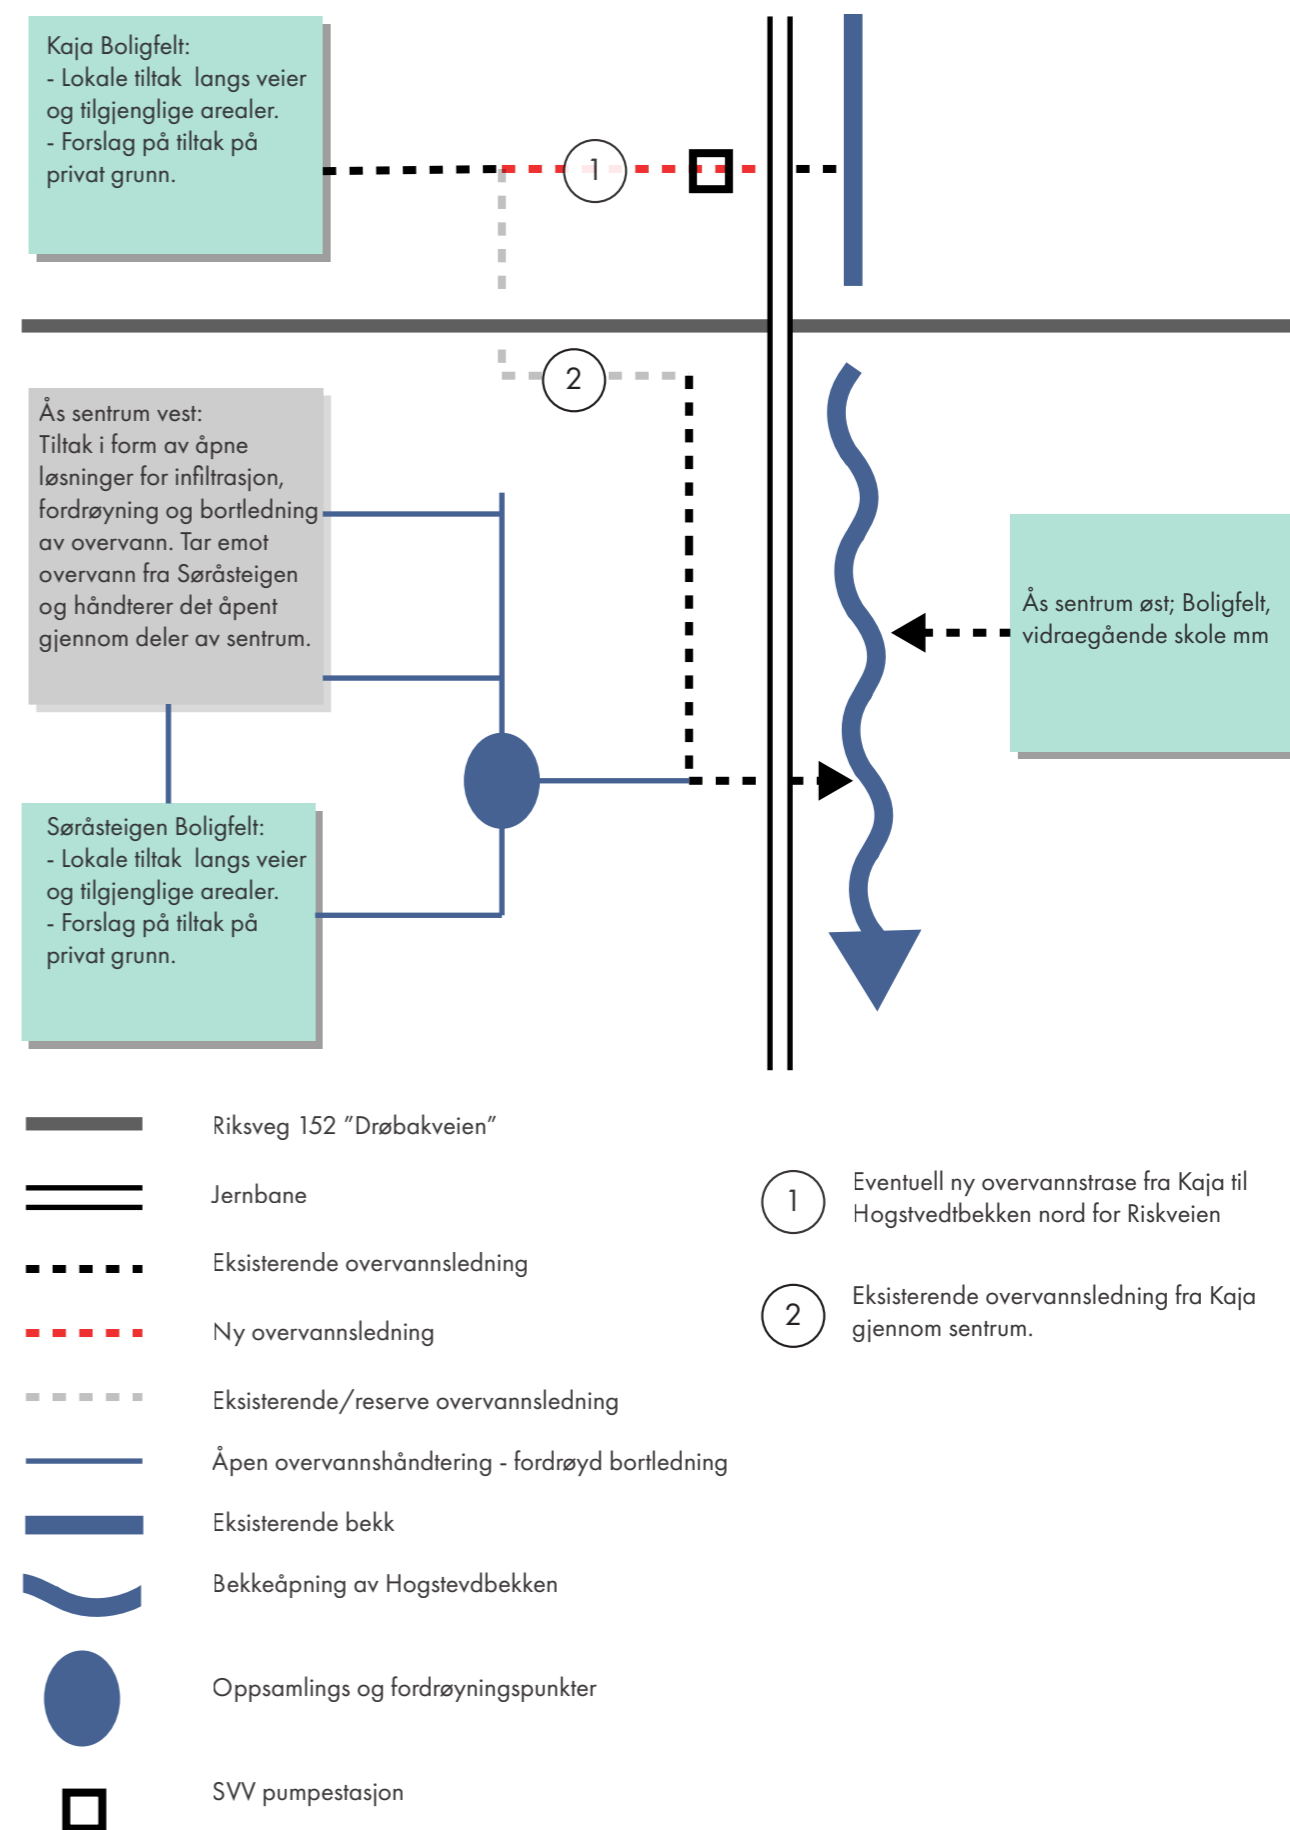 Kaja Boligfelt:
- Lokale tiltak langs veier
og tilgjenglige arealer.
- Forslag på tiltak på
privat grunn.
1
2
Ås sentrum vest:
Tiltak i form av åpne
løsninger for infiltrasjon,
fordrøyning og bortledning
av overvann. Tar emot
overvann fra Søråsteigen
og håndterer det åpent
gjennom deler av sentrum.
Ås sentrum øst; Boligfelt,
vidraegående skole mm
Søråsteigen Boligfelt:
- Lokale tiltak langs veier
og tilgjenglige arealer.
- Forslag på tiltak på
privat grunn.
Riksveg 152 ”Drøbakveien”
Jernbane
Eksisterende overvannsledning
Ny overvannsledning
Eksisterende/reserve overvannsledning
Åpen overvannshåndtering - fordrøyd bortledning
Eksisterende bekk
Bekkeåpning av Hogstevdbekken
Oppsamlings og fordrøyningspunkter
SVV pumpestasjon
1
Eventuell ny overvannstrase fra Kaja til
Hogstvedtbekken nord for Riskveien
2
Eksisterende overvannsledning fra Kaja
gjennom sentrum.